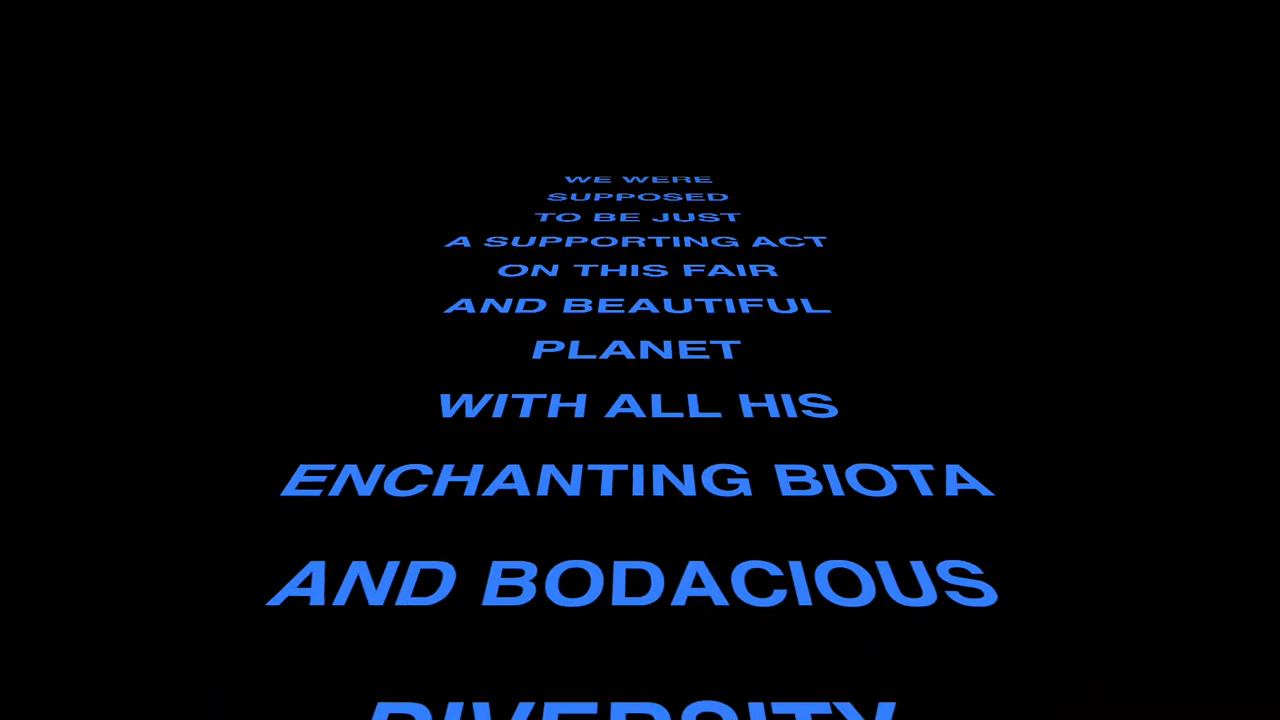 WE WERE
SUPPOSED
TO BE JUST
A SUPPORTING ACT
ON THIS FAIR
AND BEAUTIFUL
PLANET
WITH ALL HIS
ENCHANTING BIOTA
AND BODACIOUS
DIVERSITY